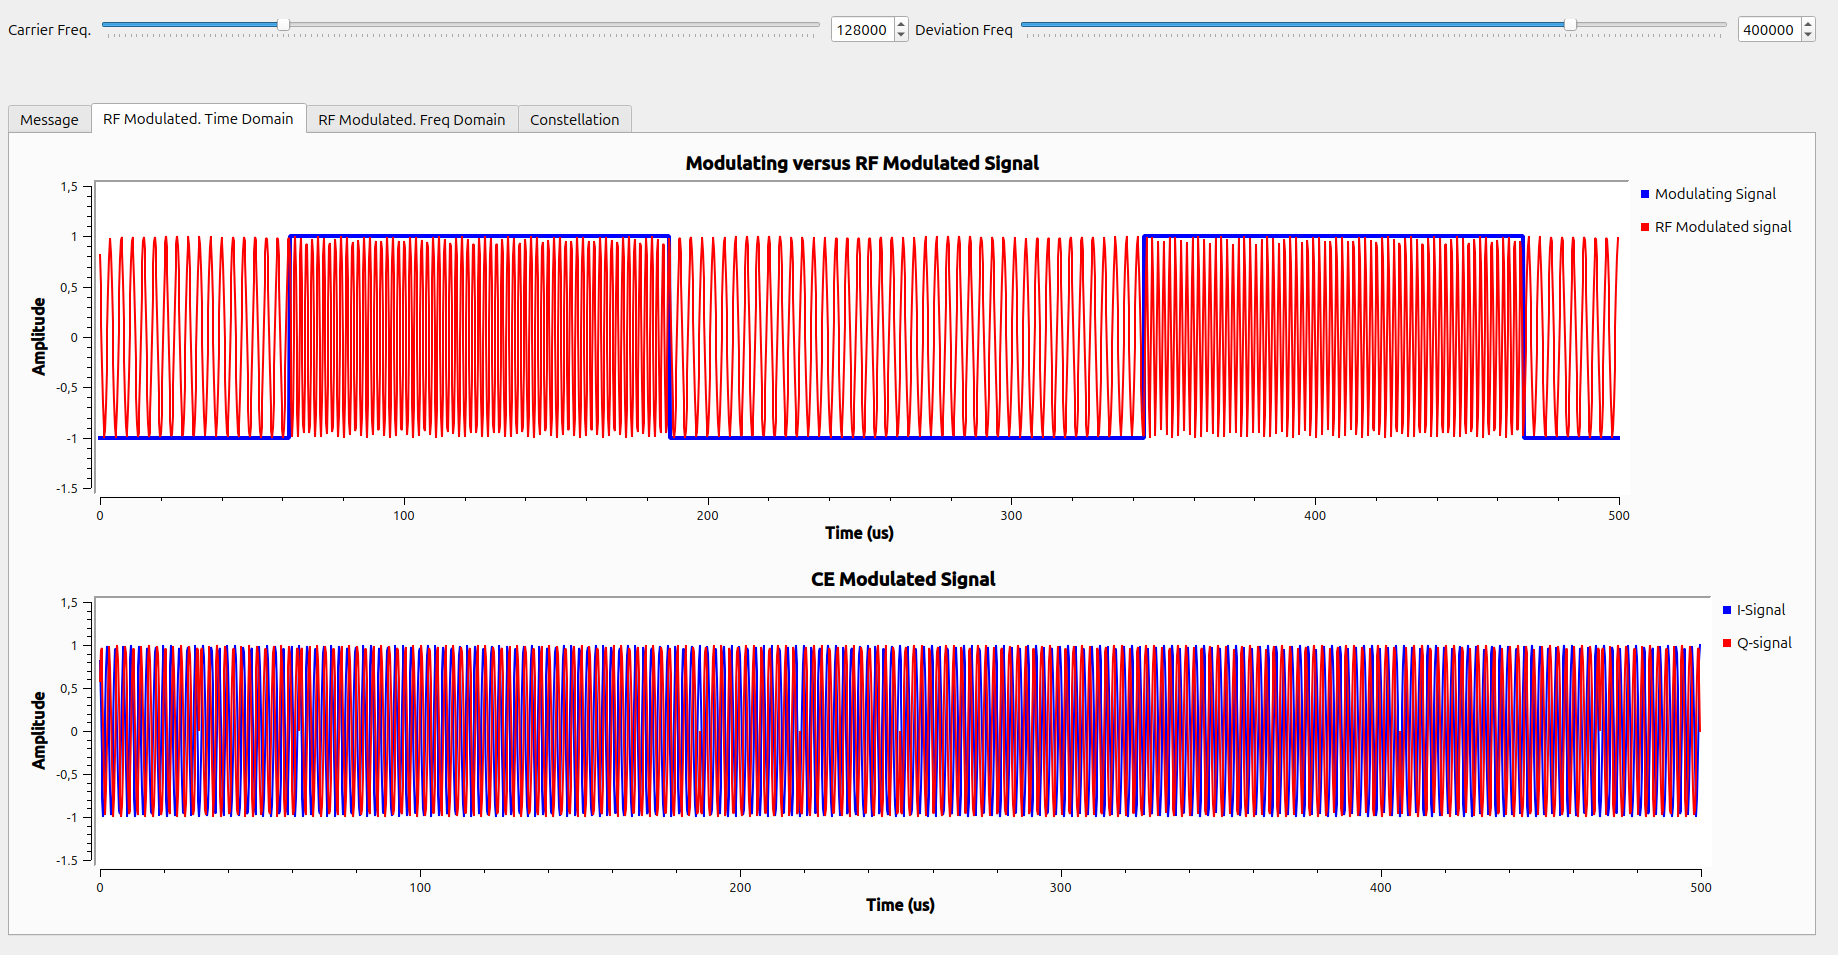 Carrier Freq. 128000 Deviation Freq 400000
Message RF Modulated. Time Domain RF Modulated. Freq Domain Constellation
Modulating versus RF Modulated Signal
1,5
1
0,5
0
-0,5
-1
-1.5
Amplitude
0 100 200 300 400 500
Time (us)
Modulating Signal
RF Modulated signal
CE Modulated Signal
1,5
1
0,5
0
-0,5
-1
-1.5
Amplitude
0 100 200 300 400 500
Time (us)
I-Signal
Q-signal